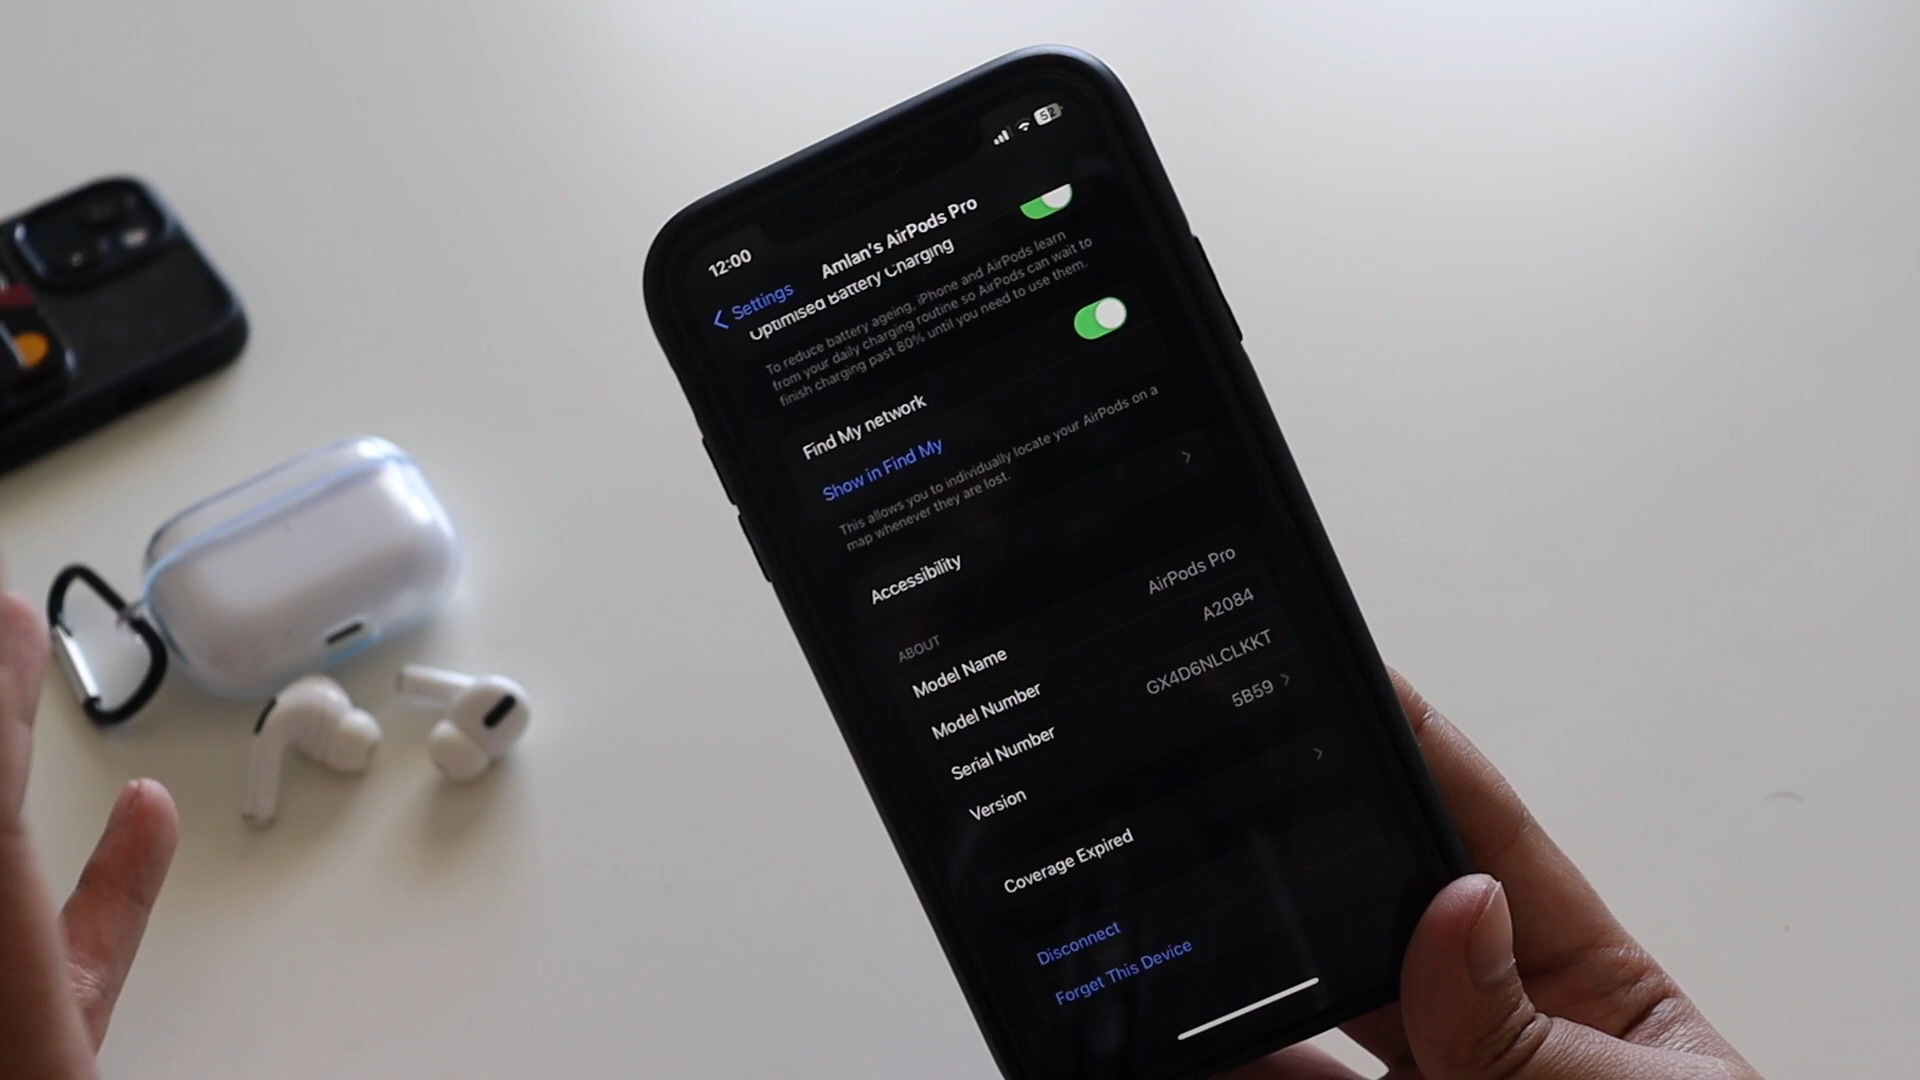 12:00
52
Settings
Amlan's AirPods Pro
Optimised Battery Charging
To reduce battery ageing, iPhone and AirPods learn
from your daily charging routine so AirPods can wait to
finish charging past 80% until you need to use them.
Find My network
Show in Find My
This allows you to individually locate your AirPods on a
map whenever they are lost.
Accessibility
ABOUT
Model Name AirPods Pro
Model Number A2084
Serial Number GX4D6NLCLKKT
Version 5B59
Coverage Expired
Disconnect
Forget This Device